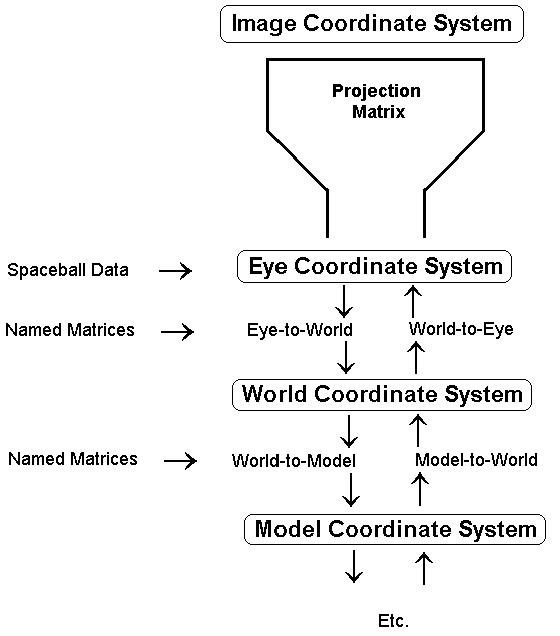 Image Coordinate System
Projection
Matrix
Spaceball Data
Eye Coordinate System
Named Matrices
Eye-to-World
World-to-Eye
World Coordinate System
Named Matrices
World-to-Model
Model-to-World
Model Coordinate System
Etc.